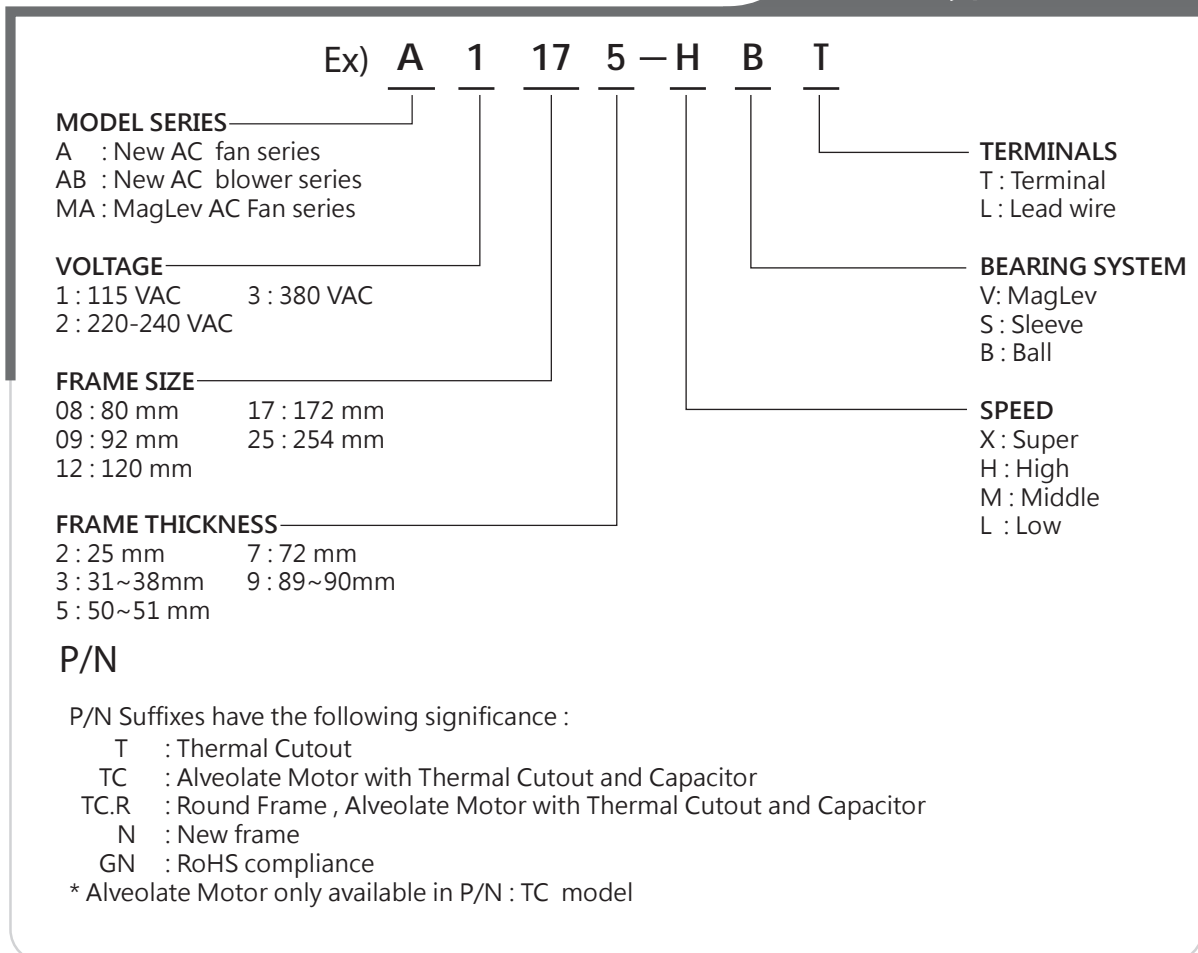 Ex) A 1 17 5 — H B T
MODEL SERIES
A : New AC fan series
AB : New AC blower series
MA : MagLev AC Fan series
VOLTAGE
1 : 115 VAC 3 : 380 VAC
2 : 220-240 VAC
FRAME SIZE
08 : 80 mm 17 : 172 mm
09 : 92 mm 25 : 254 mm
12 : 120 mm
FRAME THICKNESS
2 : 25 mm 7 : 72 mm
3 : 31~38mm 9 : 89~90mm
5 : 50~51 mm
TERMINALS
T : Terminal
L : Lead wire
BEARING SYSTEM
V: MagLev
S : Sleeve
B : Ball
SPEED
X : Super
H : High
M : Middle
L : Low
P/N
P/N Suffixes have the following significance :
T : Thermal Cutout
TC : Alveolate Motor with Thermal Cutout and Capacitor
TC.R : Round Frame , Alveolate Motor with Thermal Cutout and Capacitor
N : New frame
GN : RoHS compliance
* Alveolate Motor only available in P/N : TC model